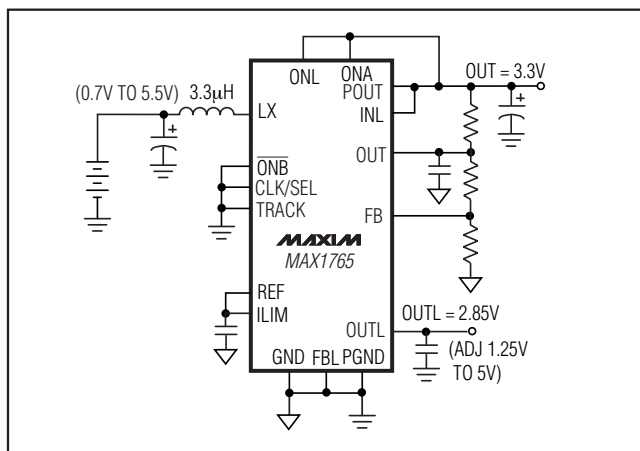 ONL
ONA
POUT
OUT = 3.3V
(0.7V TO 5.5V)
3.3µH
LX
INL
ONB
OUT
CLK/SEL
TRACK
FB
MAXIM
MAX1765
REF
ILIM
OUTL = 2.85V
OUTL
(ADJ 1.25V
TO 5V)
GND
FBL
PGND
+
+